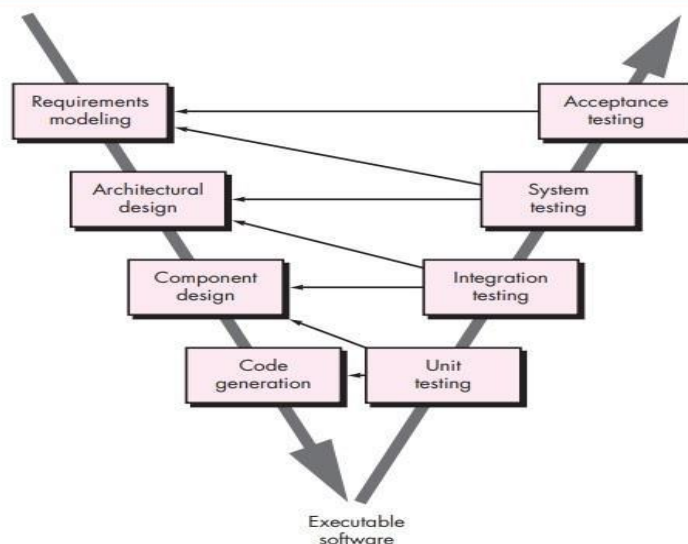 Requirements
modeling
Acceptance
testing
Architectural
design
System
testing
Component
design
Integration
testing
Code
generation
Unit
testing
Executable
software